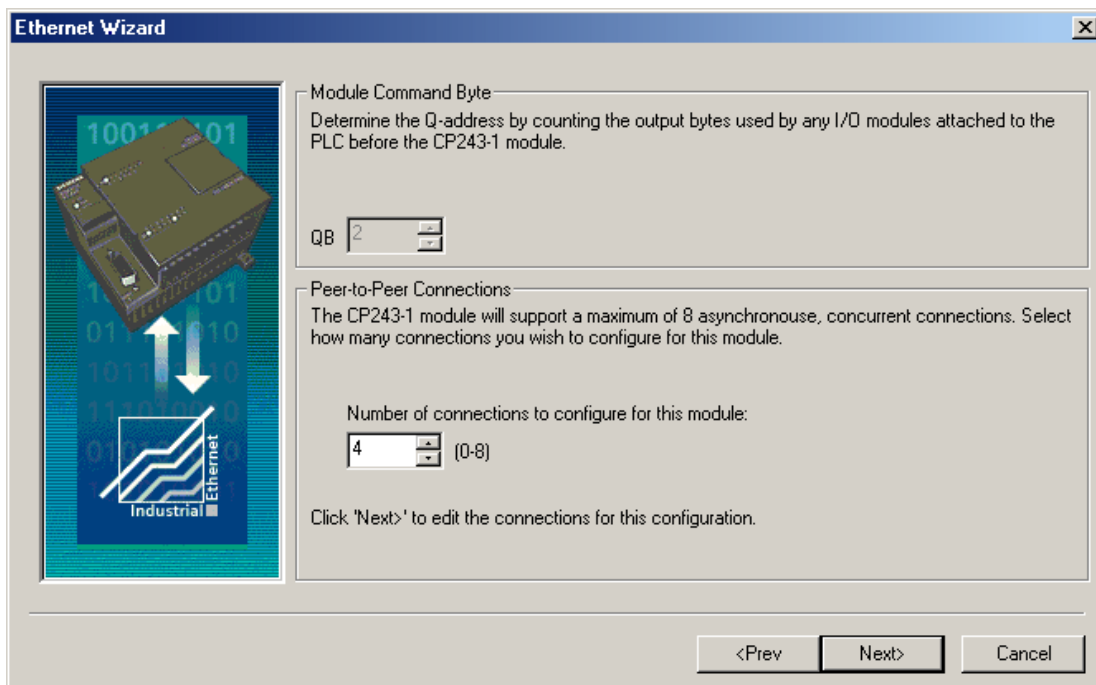 Ethernet Wizard
Module Command Byte
Determine the Q-address by counting the output bytes used by any I/O modules attached to the
PLC before the CP243-1 module.
QB 2
Peer-to-Peer Connections
The CP243-1 module will support a maximum of 8 asynchronouse, concurrent connections. Select
how many connections you wish to configure for this module.
Number of connections to configure for this module:
4 (0-8)
Click 'Next>' to edit the connections for this configuration.
Industrial
Ethernet
<Prev
Next>
Cancel